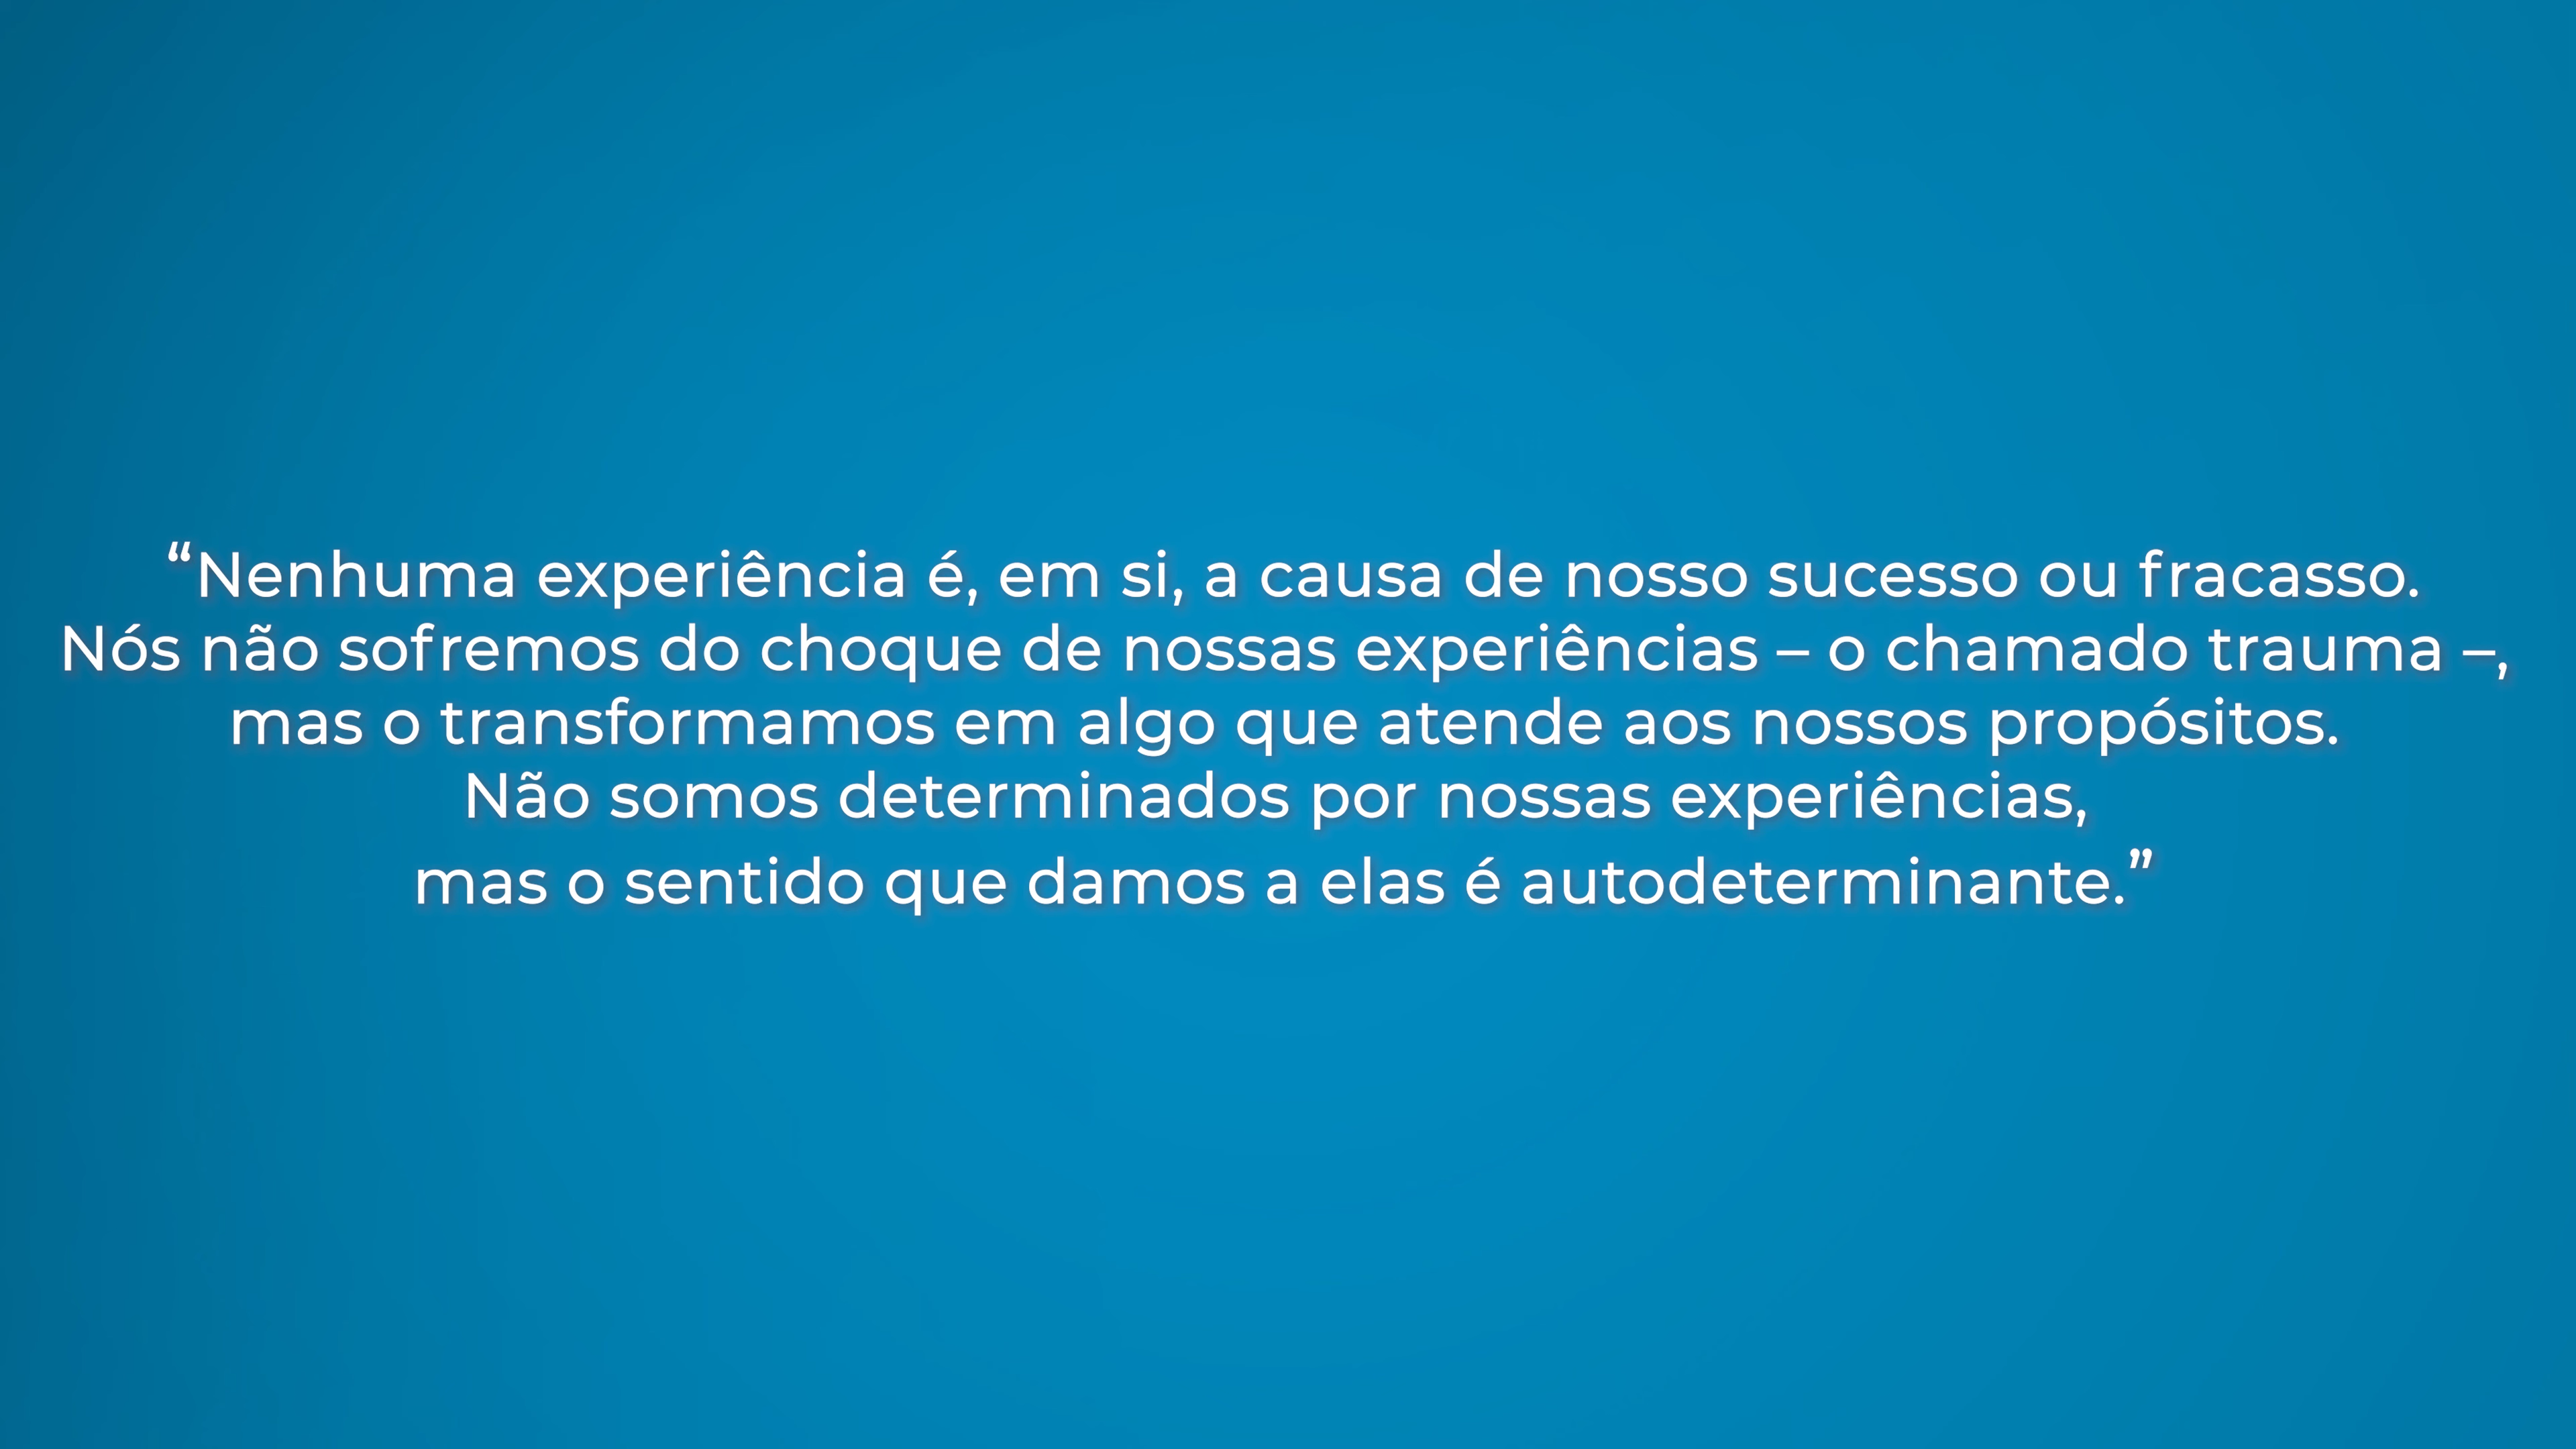 “Nenhuma experiência é, em si, a causa de nosso sucesso ou fracasso.
Nós não sofremos do choque de nossas experiências – o chamado trauma –,
mas o transformamos em algo que atende aos nossos propósitos.
Não somos determinados por nossas experiências,
mas o sentido que damos a elas é autodeterminante.”